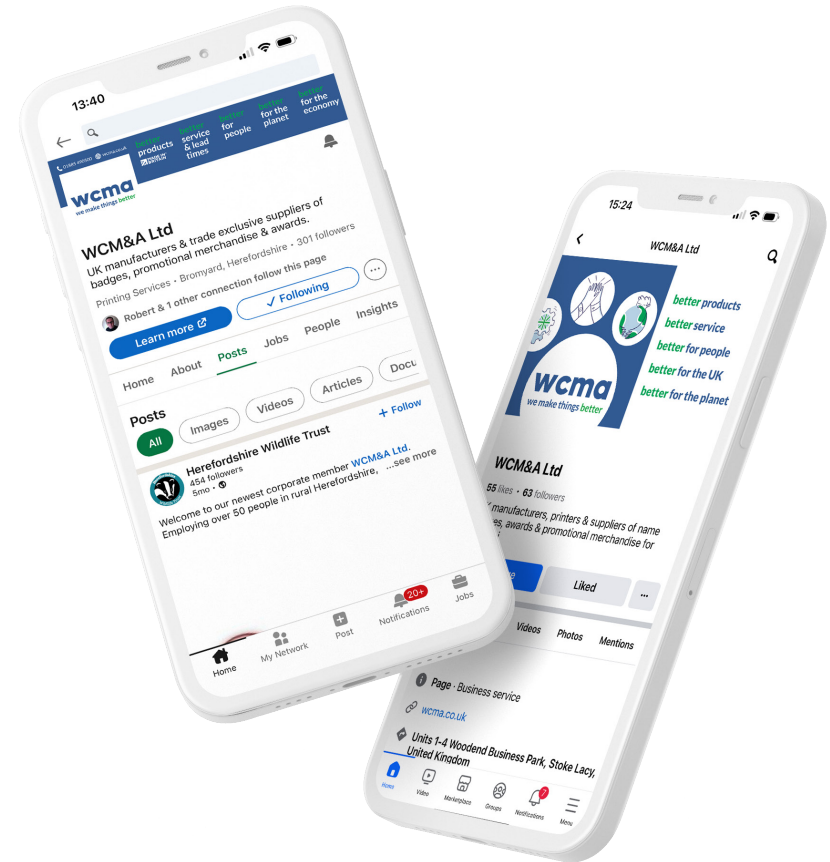 13:40
better products
MADE IN BRITAIN
better service & lead times
better for people
better for the planet
better for the economy
wcma
we make things better
WCM&A Ltd
UK manufacturers & trade exclusive suppliers of
badges, promotional merchandise & awards.
Printing Services • Bromyard, Herefordshire • 301 followers
Robert & 1 other connection follow this page
Learn more
✓ Following
Home About Posts Jobs People Insights
Posts
All Images Videos Articles Docu
Herefordshire Wildlife Trust
+ Follow
454 followers
5mo •
Welcome to our newest corporate member WCM&A Ltd.
Employing over 50 people in rural Herefordshire, ...see more
20+
Home My Network Post Notifications Jobs
15:24
WCM&A Ltd
better products
better service
better for people
better for the UK
better for the planet
wcma
we make things better
WCM&A Ltd
55 likes • 63 followers
manufacturers, printers & suppliers of name
es, awards & promotional merchandise for
Liked
Videos Photos Mentions
Page · Business service
wcma.co.uk
Units 1-4 Woodend Business Park, Stoke Lacy,
United Kingdom
7
Home Video Marketplace Groups Notifications Menu